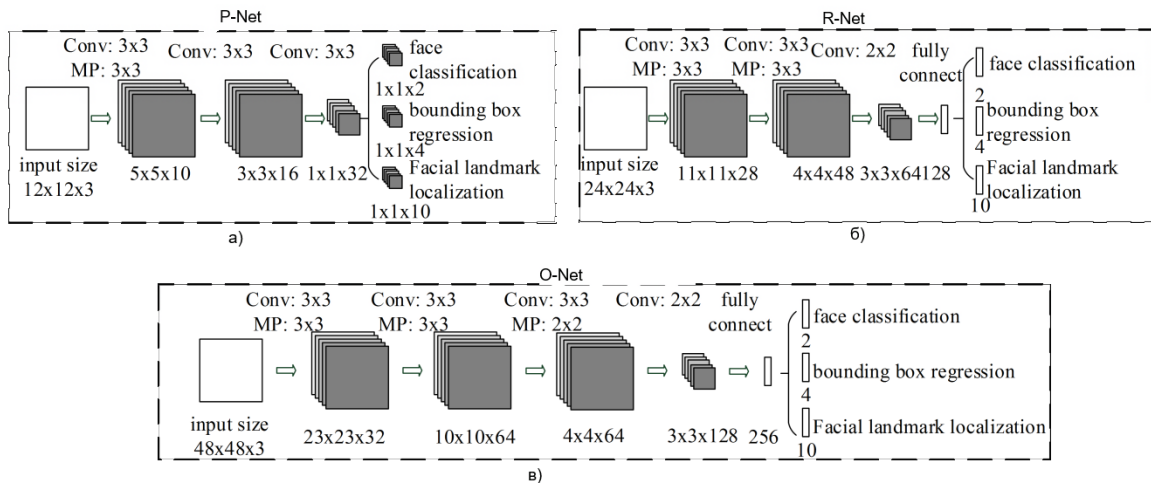 P-Net
Conv: 3x3
MP: 3x3
Conv: 3x3
Conv: 3x3
input size
12x12x3
5x5x10
3x3x16
1x1x32
face
classification
1x1x2
bounding box
regression
1x1x4
Facial landmark
localization
1x1x10
а)
R-Net
Conv: 3x3
MP: 3x3
Conv: 3x3
MP: 3x3
Conv: 2x2
fully
connect
input size
24x24x3
11x11x28
4x4x48
3x3x64
128
face classification
2
bounding box
regression
4
Facial landmark
localization
10
б)
O-Net
Conv: 3x3
MP: 3x3
Conv: 3x3
MP: 3x3
Conv: 3x3
MP: 2x2
Conv: 2x2
fully
connect
input size
48x48x3
23x23x32
10x10x64
4x4x64
3x3x128
256
face classification
2
bounding box regression
4
Facial landmark localization
10
в)